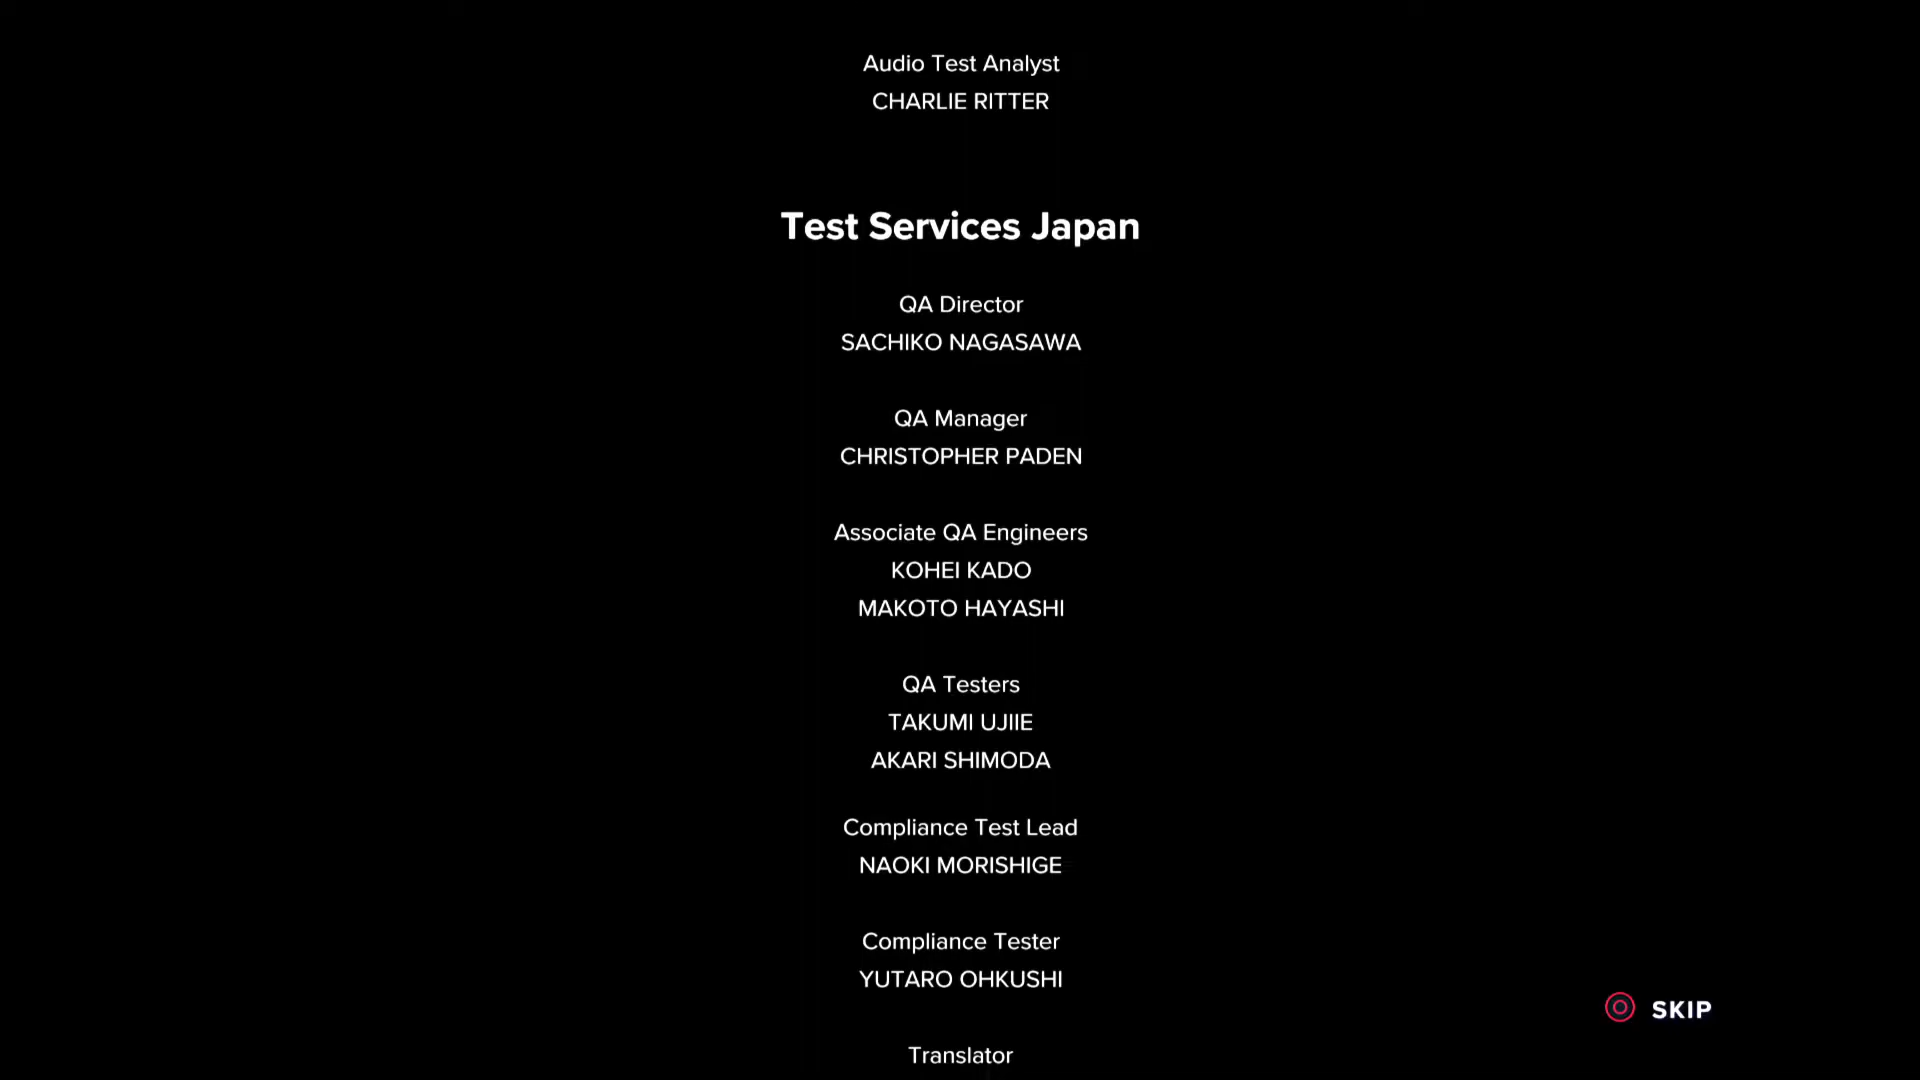 Audio Test Analyst
CHARLIE RITTER
Test Services Japan
QA Director
SACHIKO NAGASAWA
QA Manager
CHRISTOPHER PADEN
Associate QA Engineers
KOHEI KADO
MAKOTO HAYASHI
QA Testers
TAKUMI UJIIE
AKARI SHIMODA
Compliance Test Lead
NAOKI MORISHIGE
Compliance Tester
YUTARO OHKUSHI
SKIP
Translator